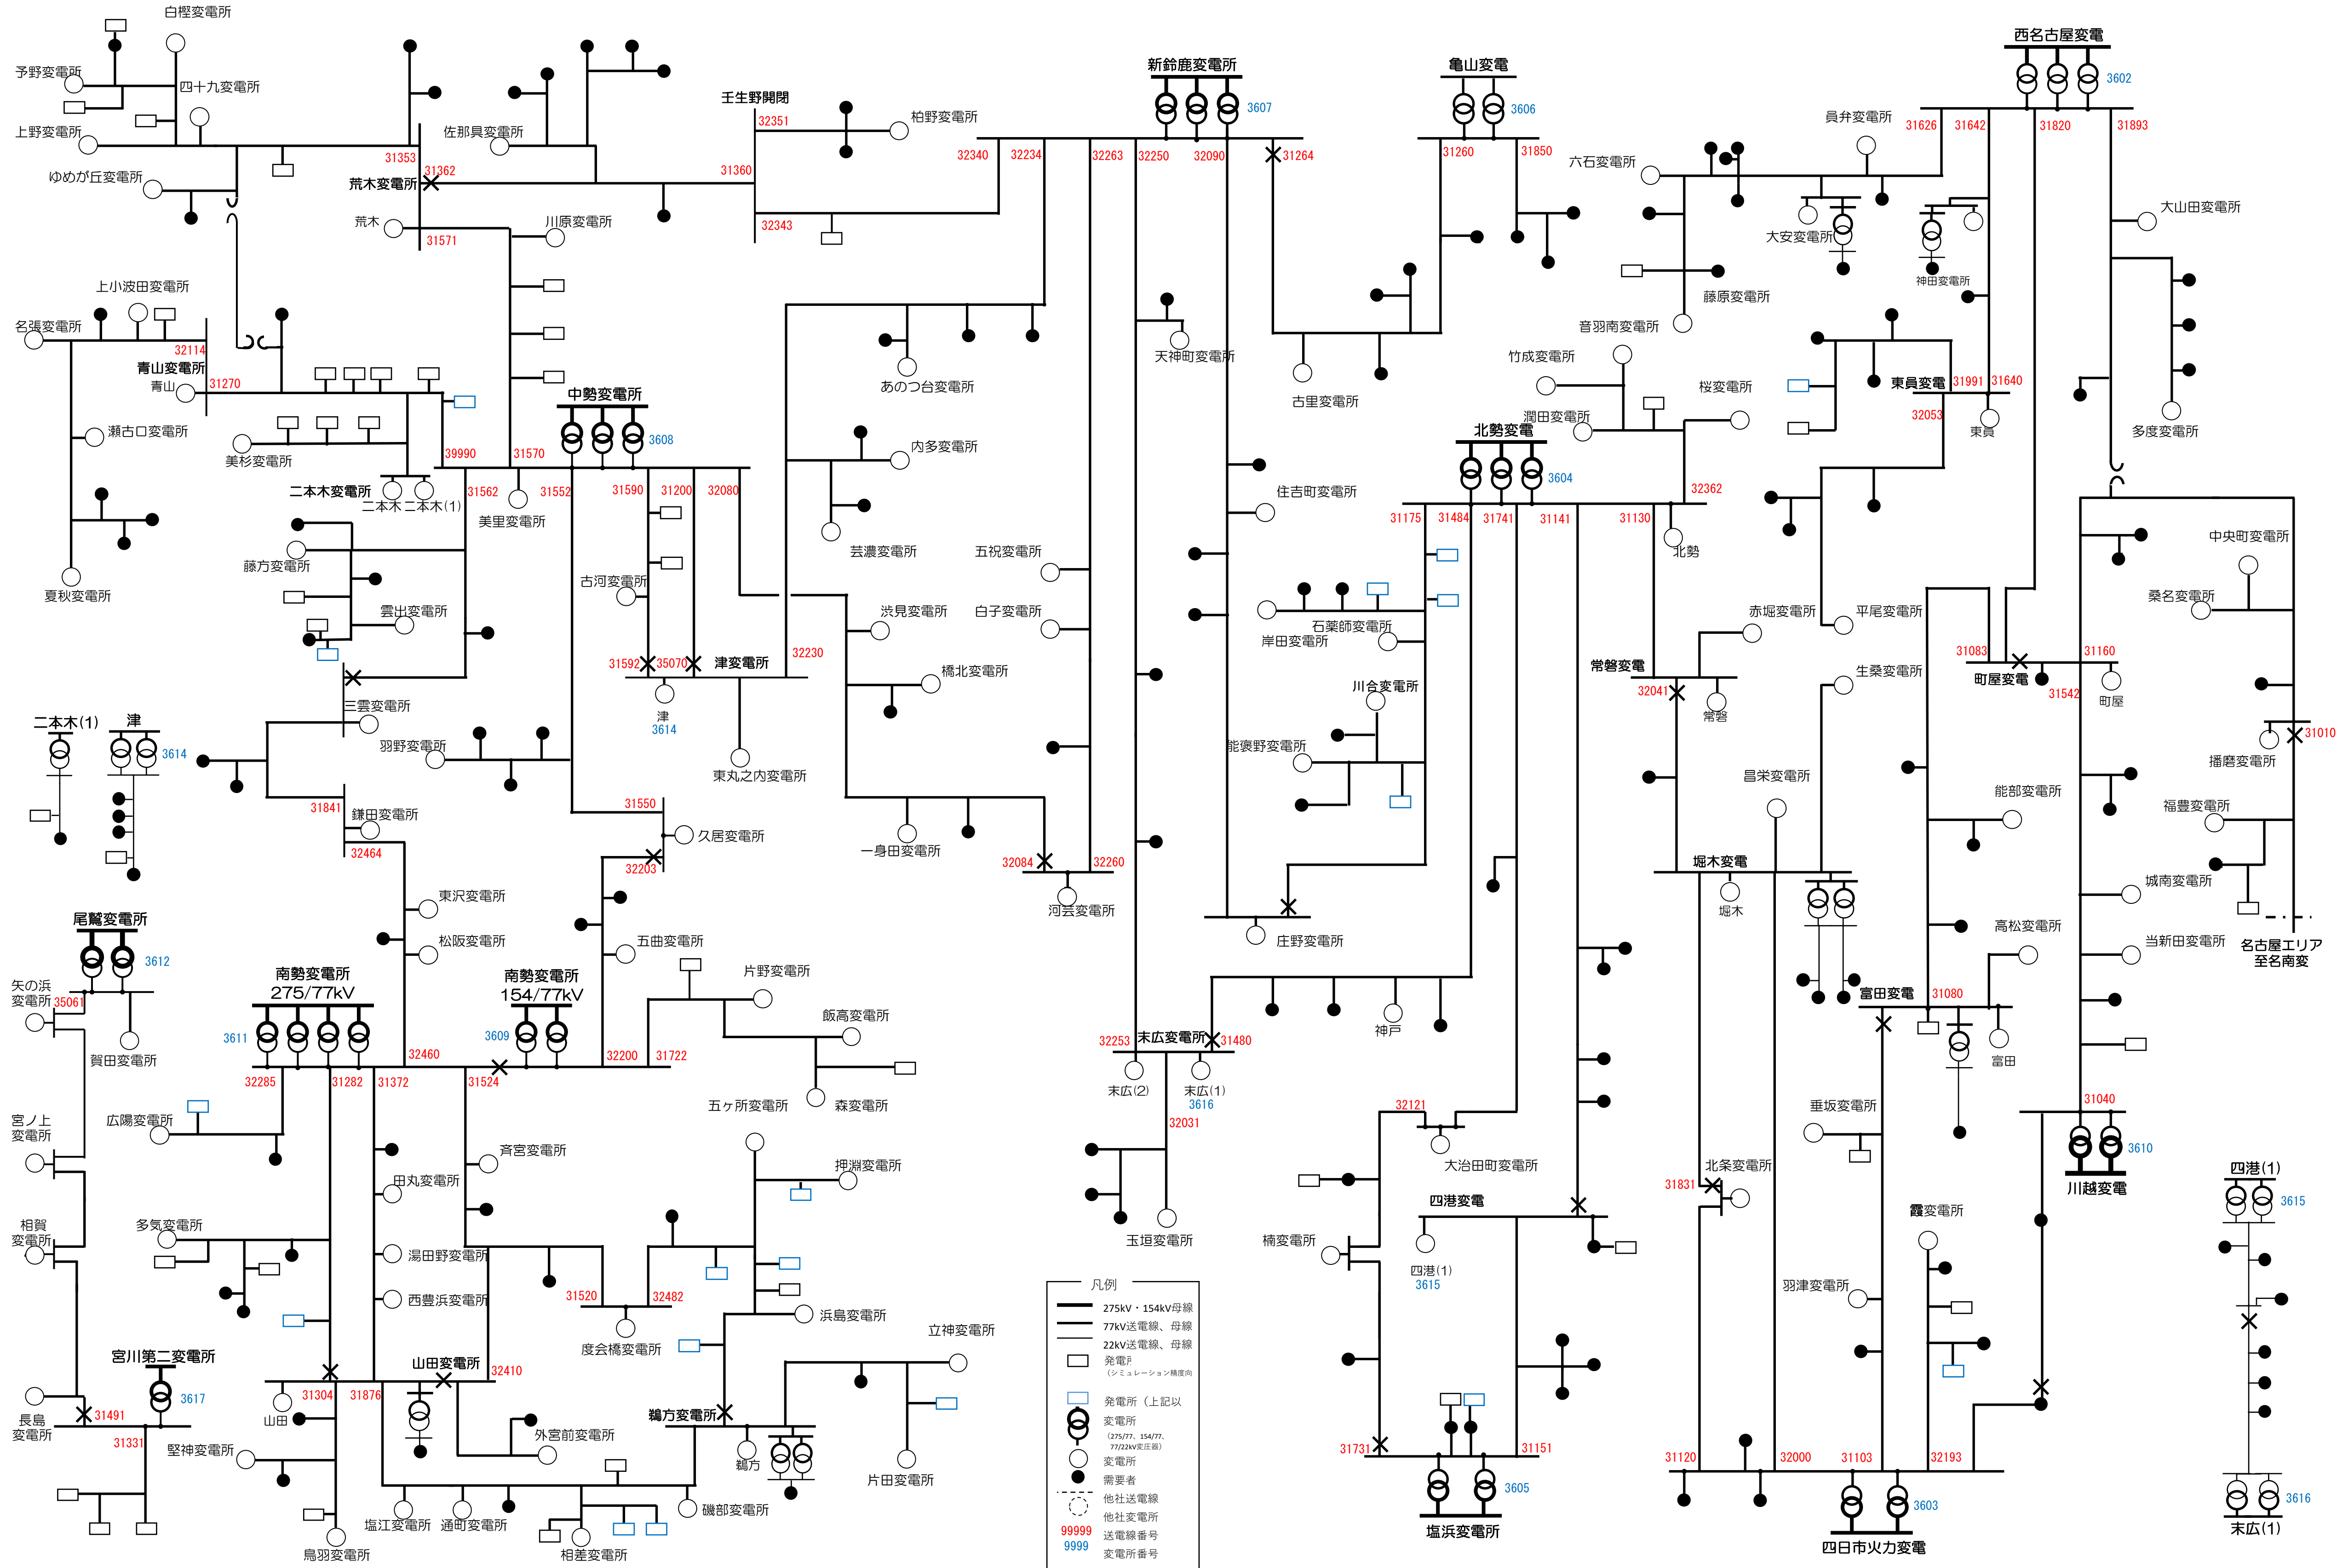 白樫変電所
予野変電所
四十九変電所
上野変電所
ゆめが丘変電所
佐那具変電所
壬生野開閉
32351
柏野変電所
31353
31362
荒木変電所
31360
32343
荒木
31571
川原変電所
新鈴鹿変電所
3607
32340
32234
32263
32250
32090
31264
亀山変電
3606
31260
31850
西名古屋変電
3602
員弁変電所
31626
31642
31820
31893
六石変電所
大安変電所
大山田変電所
神田変電所
藤原変電所
音羽南変電所
上小波田変電所
名張変電所
32114
青山変電所
青山
31270
瀬古口変電所
美杉変電所
二本木変電所
二本木
二本木(1)
夏秋変電所
中勢変電所
3608
39990
31570
31562
31552
31590
31200
32080
美里変電所
あのつ台変電所
内多変電所
芸濃変電所
天神町変電所
古里変電所
竹成変電所
潤田変電所
桜変電所
東員変電
31991
31640
32053
東員
多度変電所
北勢変電
3604
31175
31484
31741
31141
31130
32362
北勢
藤方変電所
雲出変電所
古河変電所
31592
35070
津変電所
32230
津
3614
東丸之内変電所
渋見変電所
橋北変電所
五祝変電所
白子変電所
住吉町変電所
石薬師変電所
岸田変電所
川合変電所
能褒野変電所
常磐変電
32041
常磐
赤堀変電所
平尾変電所
生桑変電所
31083
町屋変電
31160
31542
町屋
中央町変電所
桑名変電所
31010
播磨変電所
福豊変電所
名古屋エリア
至名南変
二本木(1)
津
3614
三雲変電所
羽野変電所
31841
鎌田変電所
32464
31550
久居変電所
32203
一身田変電所
32084
32260
河芸変電所
庄野変電所
昌栄変電所
堀木変電
堀木
能部変電所
高松変電所
城南変電所
当新田変電所
東沢変電所
松阪変電所
五曲変電所
片野変電所
尾鷲変電所
3612
矢の浜
変電所
35061
賀田変電所
南勢変電所
275/77kV
3611
南勢変電所
154/77kV
3609
飯高変電所
32460
32200
31722
32285
31282
31372
31524
五ヶ所変電所
森変電所
32253
末広変電所
31480
末広(2)
末広(1)
3616
32031
玉垣変電所
神戸
富田変電
31080
富田
宮ノ上
変電所
広陽変電所
斉宮変電所
田丸変電所
押淵変電所
32121
大治田町変電所
四港変電
四港(1)
3615
楠変電所
31831
北条変電所
垂坂変電所
霞変電所
羽津変電所
31040
3610
川越変電
四港(1)
3615
相賀
変電所
多気変電所
湯田野変電所
西豊浜変電所
31520
32482
度会橋変電所
浜島変電所
立神変電所
宮川第二変電所
3617
31491
31331
長島
変電所
山田変電所
32410
31304
31876
山田
堅神変電所
外宮前変電所
鵜方変電所
鵜方
片田変電所
鳥羽変電所
塩江変電所
通町変電所
相差変電所
磯部変電所
凡例
275kV・154kV母線
77kV送電線、母線
22kV送電線、母線
発電所
(シミュレーション精度向
発電所(上記以
変電所
(275/77、154/77、
77/22kV変圧器)
変電所
需要者
他社送電線
他社変電所
99999
送電線番号
9999
変電所番号
31731
31151
3605
塩浜変電所
31120
32000
31103
32193
3603
四日市火力変電
3616
末広(1)